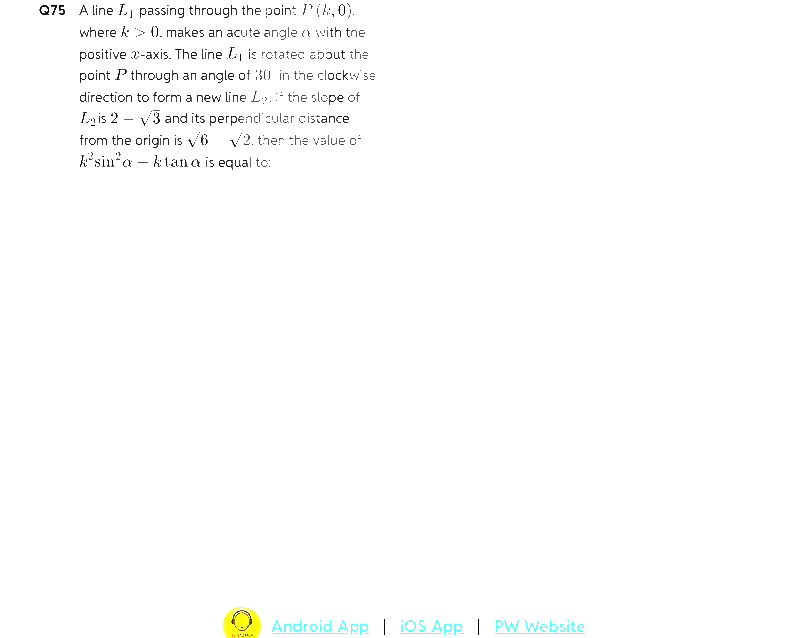 Q75 A line L₁ passing through the point P(k, 0),
where k > 0, makes an acute angle α with the
positive x-axis. The line L₁ is rotated about the
point P through an angle of 30° in the clockwise
direction to form a new line L₂. If the slope of
L₂ is 2 − √3 and its perpendicular distance
from the origin is √6 − √2, then the value of
k² sin² α − k tan α is equal to:
Android App | iOS App | PW Website